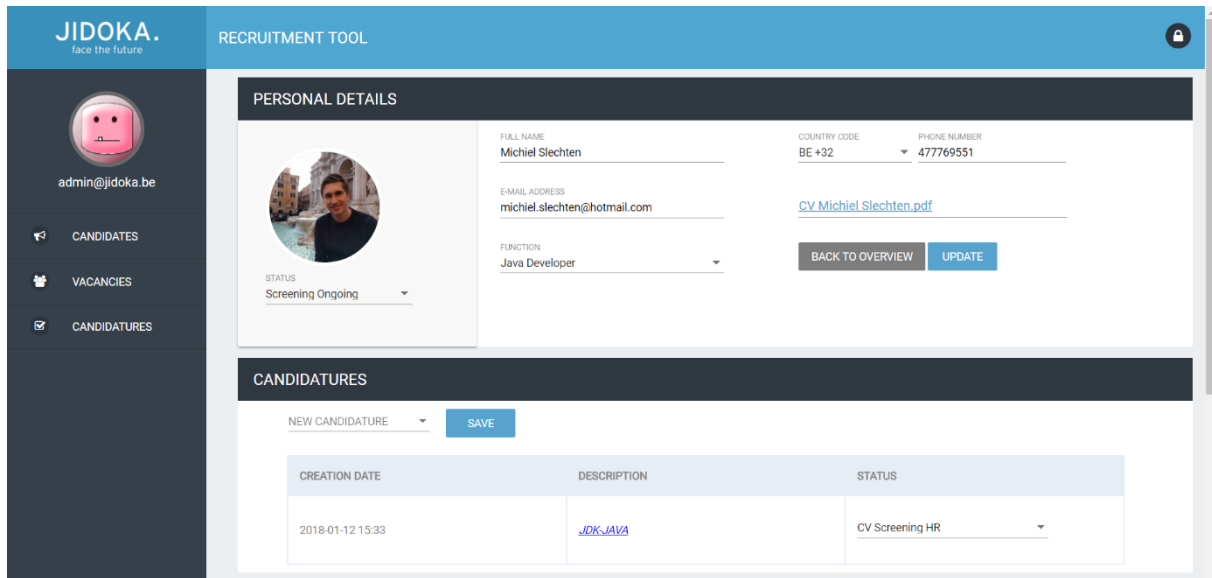 JIDOKA.
face the future
RECRUITMENT TOOL
admin@jidoka.be
CANDIDATES
VACANCIES
CANDIDATURES
PERSONAL DETAILS
STATUS
Screening Ongoing
FULL NAME
Michiel Slechten
E-MAIL ADDRESS
michiel.slechten@hotmail.com
FUNCTION
Java Developer
COUNTRY CODE PHONE NUMBER
BE +32 477769551
CV Michiel Slechten.pdf
BACK TO OVERVIEW UPDATE
CANDIDATURES
NEW CANDIDATURE SAVE
CREATION DATE DESCRIPTION STATUS
2018-01-12 15:33 JDK-JAVA CV Screening HR